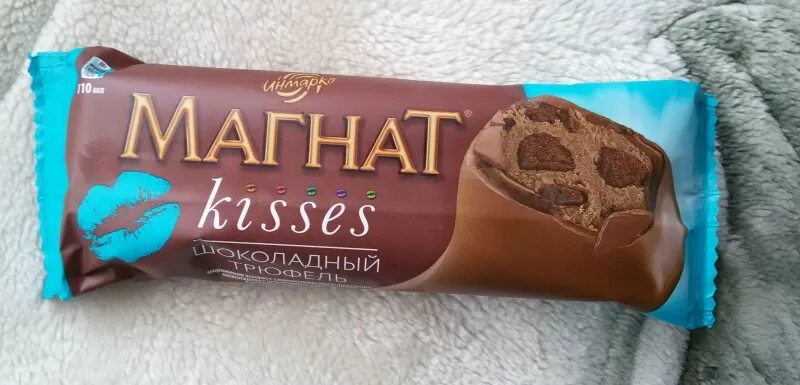 Инмарко
110 мл
МАГНАТ®
kisses
ШОКОЛАДНЫЙ
ТРЮФЕЛЬ